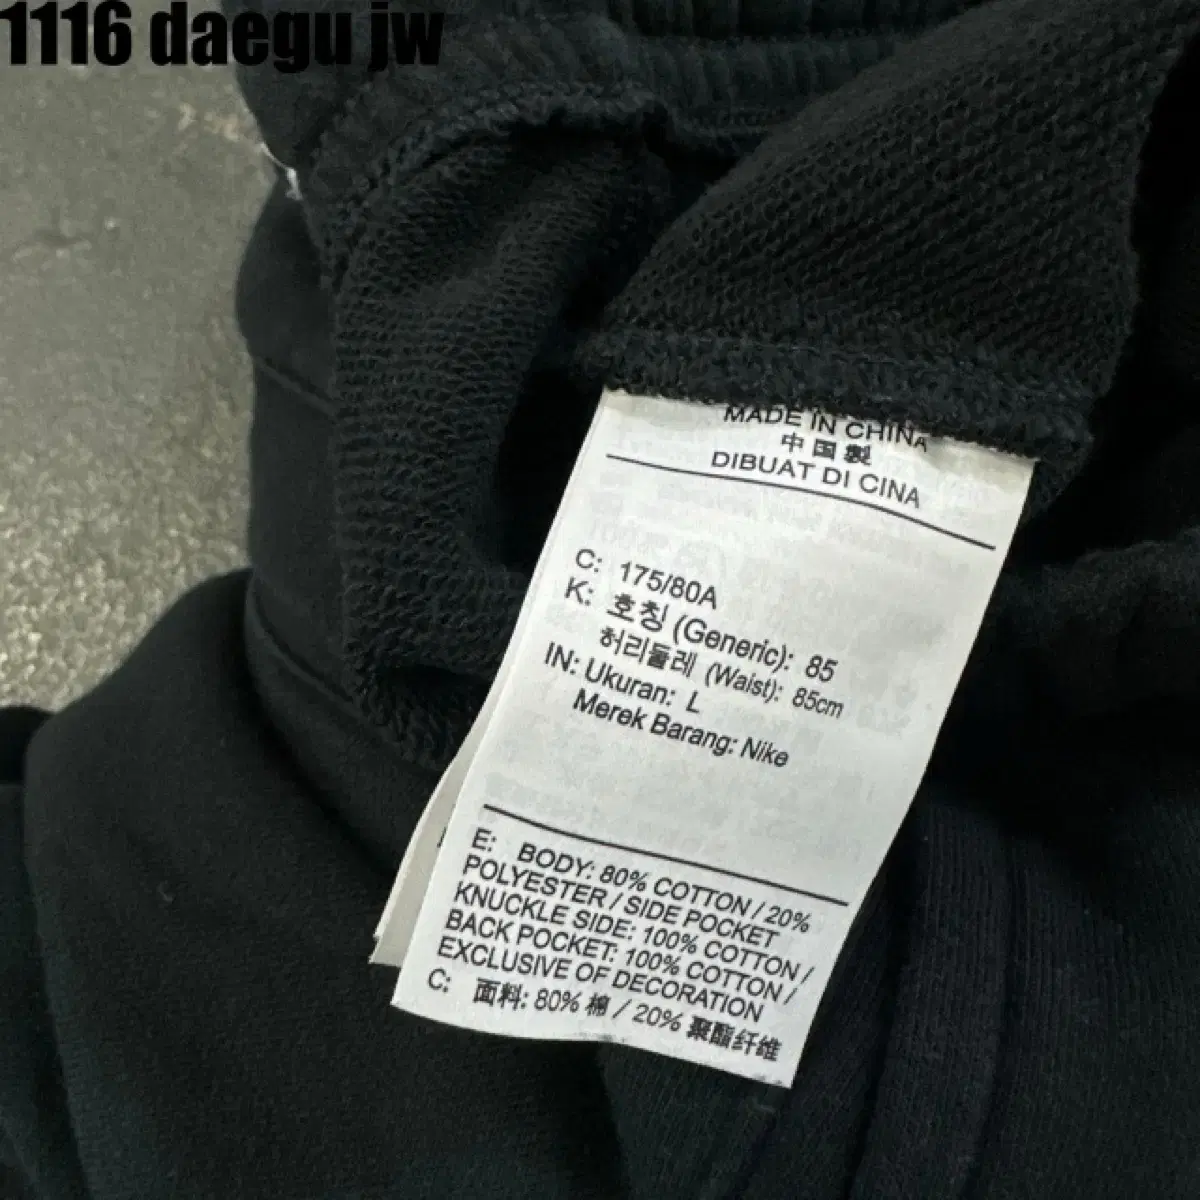 1116 daegu jw
MADE IN CHINA
中国製
DIBUAT DI CINA
C: 175/80A
K: 호칭 (Generic): 85
허리둘레 (Waist): 85cm
IN: Ukuran: L
Merek Barang: Nike
E: BODY: 80% COTTON / 20%
POLYESTER / SIDE POCKET
KNUCKLE SIDE: 100% COTTON /
BACK POCKET: 100% COTTON /
EXCLUSIVE OF DECORATION
C: 面料: 80% 棉 / 20% 聚酯纤维